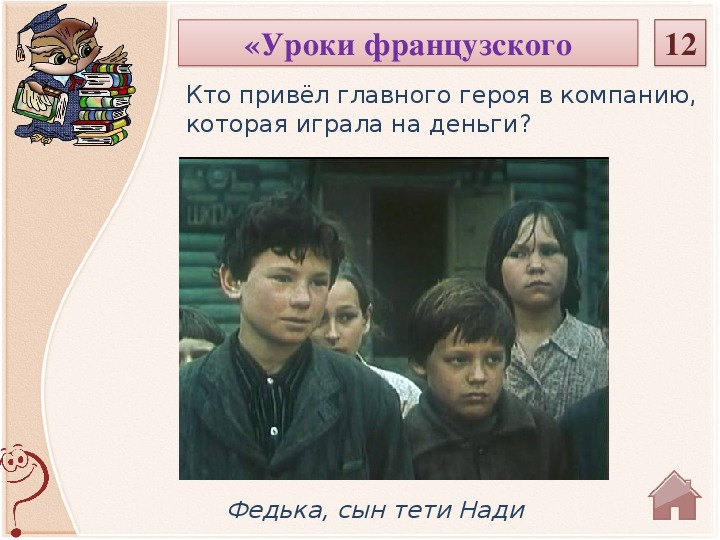 «Уроки французского
12
Кто привёл главного героя в компанию,
которая играла на деньги?
Федька, сын тети Нади